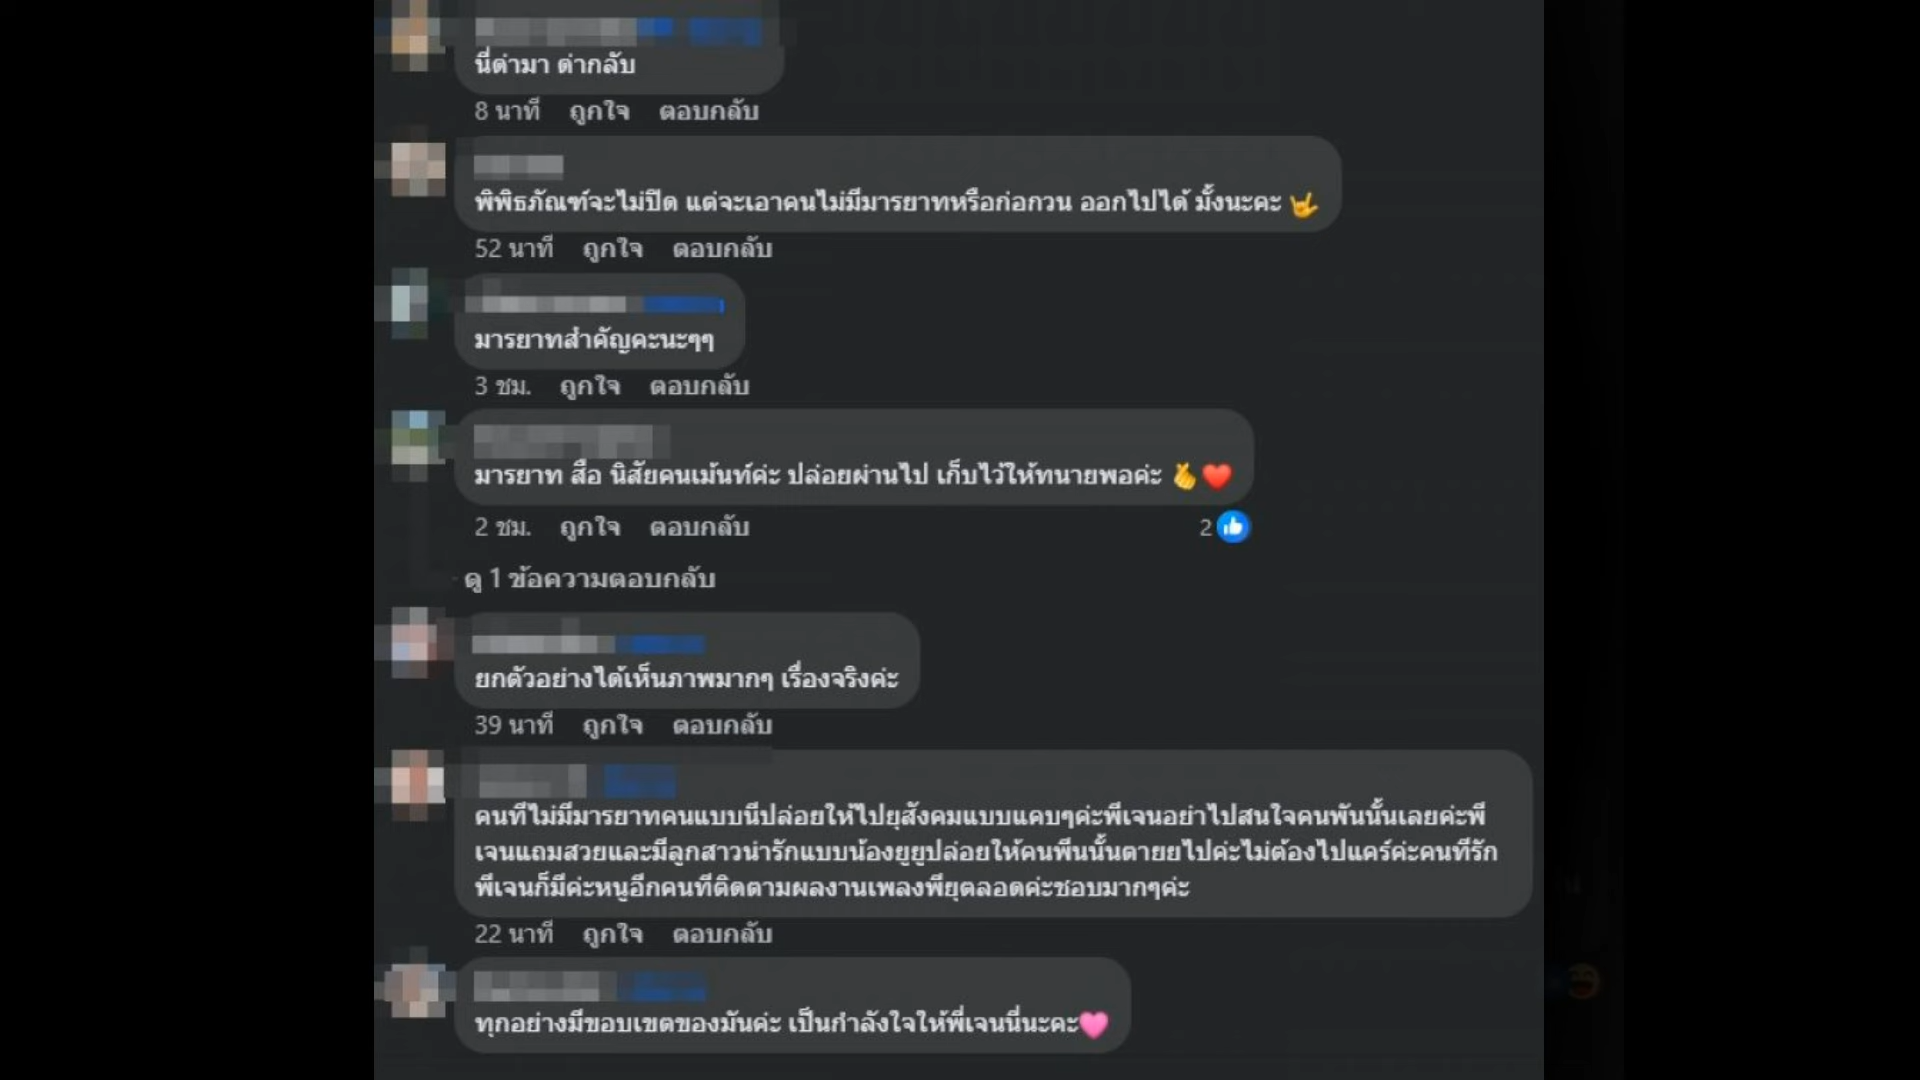 นี่ด่ามา ด่ากลับ
8 นาที ถูกใจ ตอบกลับ
พิพิธภัณฑ์จะไม่ปิด แต่จะเอาคนไม่มีมารยาทหรือก่อกวน ออกไปได้ มั้งนะคะ 🤟
52 นาที ถูกใจ ตอบกลับ
มารยาทสำคัญคะนะๆๆ
3 ชม. ถูกใจ ตอบกลับ
มารยาท สื่อ นิสัยคนเม้นท์ค่ะ ปล่อยผ่านไป เก็บไว้ให้ทนายพอค่ะ 🫰❤️
2 ชม. ถูกใจ ตอบกลับ 2
ดู 1 ข้อความตอบกลับ
ยกตัวอย่างได้เห็นภาพมากๆ เรื่องจริงค่ะ
39 นาที ถูกใจ ตอบกลับ
คนที่ไม่มีมารยาทคนแบบนี้ปล่อยให้ไปยุสังคมแบบแคบๆค่ะพี่เจนอย่าไปสนใจคนพันนั้นเลยค่ะพี่
เจนแถมสวยและมีลูกสาวน่ารักแบบน้องยูยูปล่อยให้คนพีนนั้นตายยไปค่ะไม่ต้องไปแคร์ค่ะคนที่รัก
พี่เจนก็มีค่ะหนูอีกคนที่ติดตามผลงานเพลงพี่ยุตลอดค่ะชอบมากๆค่ะ
22 นาที ถูกใจ ตอบกลับ
ทุกอย่างมีขอบเขตของมันค่ะ เป็นกำลังใจให้พี่เจนนี่นะคะ🩷